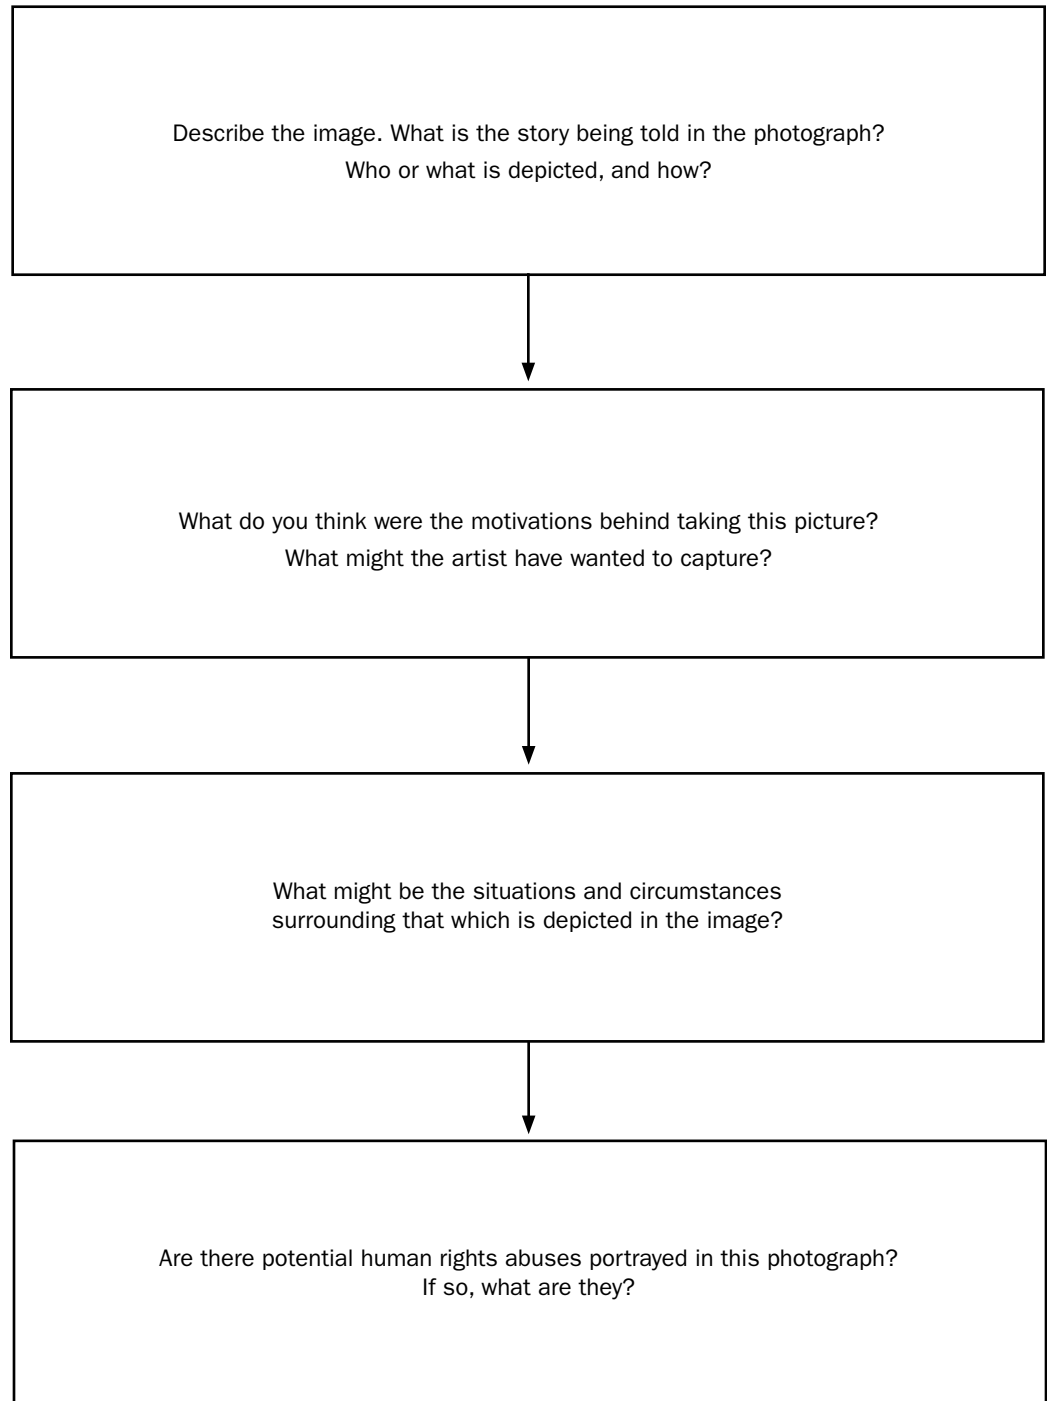 Describe the image. What is the story being told in the photograph?
Who or what is depicted, and how?
What do you think were the motivations behind taking this picture?
What might the artist have wanted to capture?
What might be the situations and circumstances
surrounding that which is depicted in the image?
Are there potential human rights abuses portrayed in this photograph?
If so, what are they?